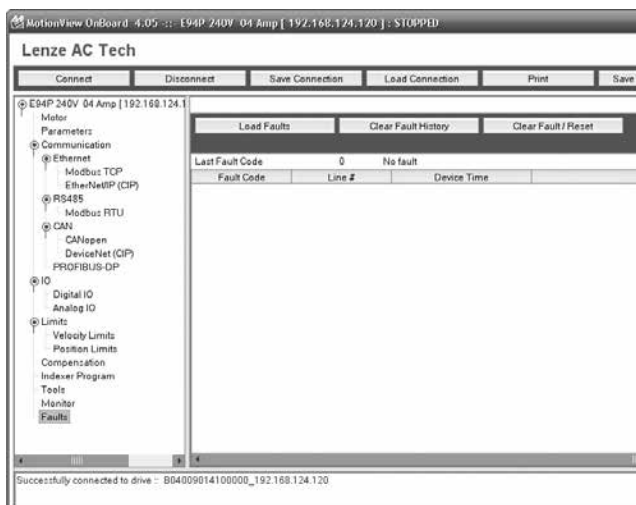 MotionView OnBoard 4.05 -::- E94P 240V 04 Amp [ 192.168.124.120 ] : STOPPED
Lenze AC Tech
Connect Disconnect Save Connection Load Connection Print Save
E94P 240V 04 Amp [192.168.124.1
Motor
Parameters
Communication
Ethernet
Modbus TCP
EtherNet/IP (CIP)
RS485
Modbus RTU
CAN
CANopen
DeviceNet (CIP)
PROFIBUS-DP
IO
Digital IO
Analog IO
Limits
Velocity Limits
Position Limits
Compensation
Indexer Program
Tools
Monitor
Faults
Load Faults Clear Fault History Clear Fault / Reset
Last Fault Code 0 No fault
Fault Code Line # Device Time
Successfully connected to drive :: B04009014100000_192.168.124.120